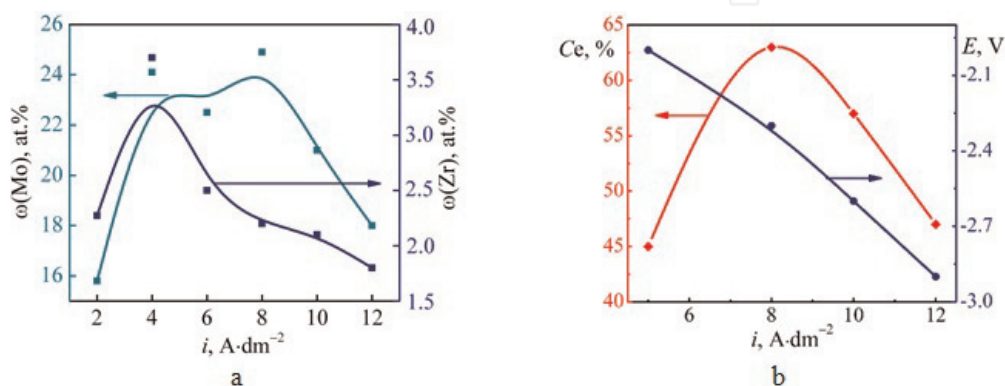 ω(Mo), at.%
26
24
22
20
18
16
4.0
3.5
3.0
2.5
2.0
1.5
ω(Zr), at.%
2 4 6 8 10 12
i, A·dm⁻²
a
Ce, %
65
60
55
50
45
40
E, V
-2.1
-2.4
-2.7
-3.0
6 8 10 12
i, A·dm⁻²
b